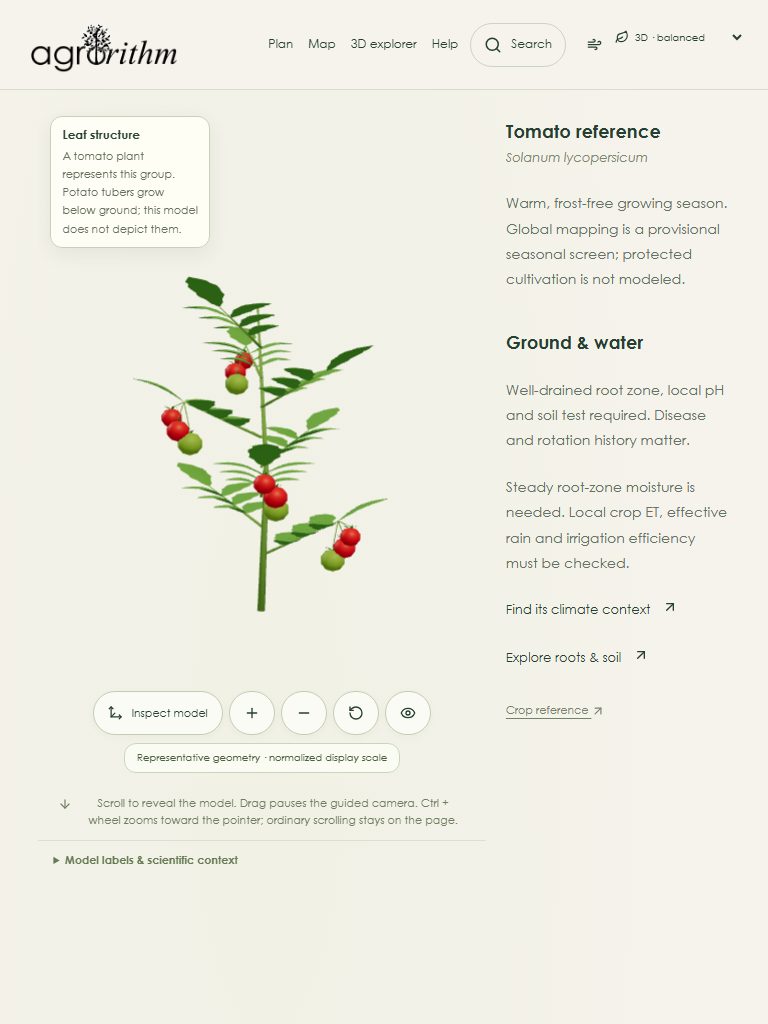 agrorithm
Plan Map 3D explorer Help Search 3D · balanced
Leaf structure
A tomato plant
represents this group.
Potato tubers grow
below ground; this model
does not depict them.
Tomato reference
Solanum lycopersicum
Warm, frost-free growing season.
Global mapping is a provisional
seasonal screen; protected
cultivation is not modeled.
Ground & water
Well-drained root zone, local pH
and soil test required. Disease
and rotation history matter.
Steady root-zone moisture is
needed. Local crop ET, effective
rain and irrigation efficiency
must be checked.
Find its climate context
Explore roots & soil
Crop reference
Inspect model
Representative geometry · normalized display scale
Scroll to reveal the model. Drag pauses the guided camera. Ctrl +
wheel zooms toward the pointer; ordinary scrolling stays on the page.
Model labels & scientific context